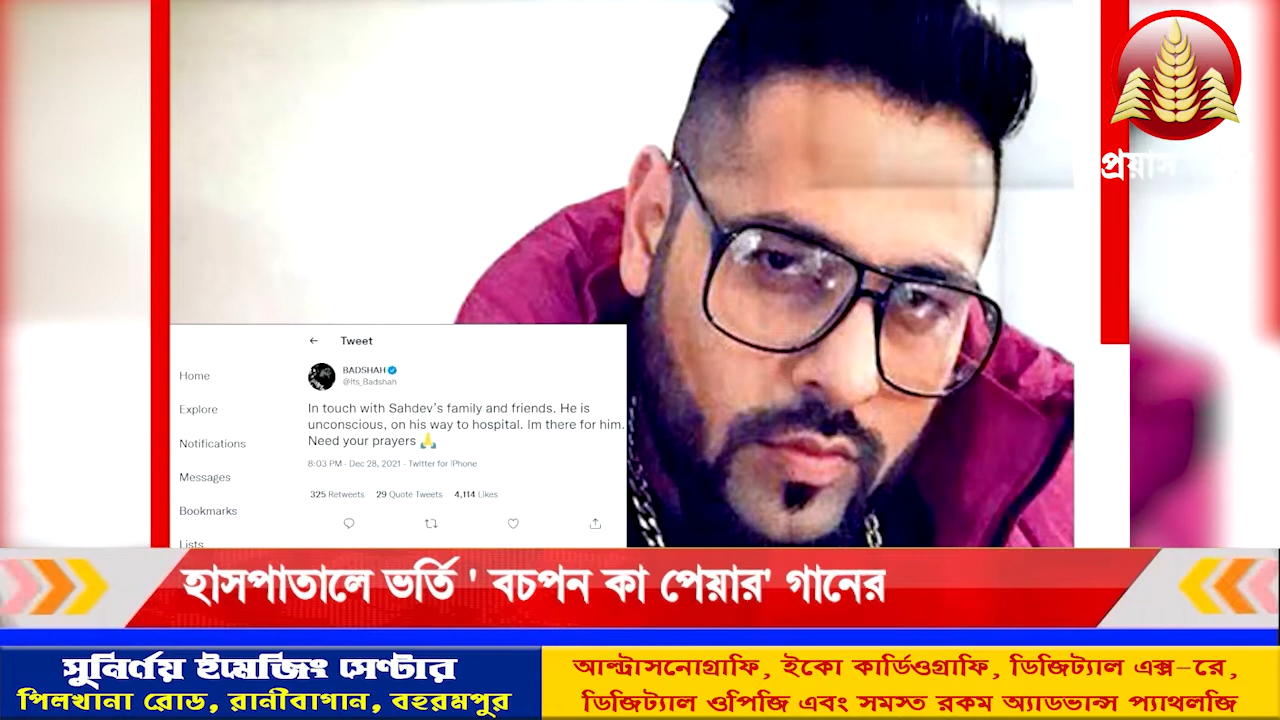 প্রয়াস
← Tweet
BADSHAH
@Its_Badshah
Home
Explore
Notifications
Messages
Bookmarks
Lists
In touch with Sahdev's family and friends. He is
unconscious, on his way to hospital. Im there for him.
Need your prayers 🙏
8:03 PM - Dec 28, 2021 - Twitter for iPhone
325 Retweets 29 Quote Tweets 4,114 Likes
হাসপাতালে ভর্তি ' বচপন কা পেয়ার' গানের
সুনির্ণয় ইমেজিং সেণ্টার
পিলখানা রোড, রানীবাগান, বহরমপুর
আল্ট্রাসনোগ্রাফি, ইকো কার্ডিওগ্রাফি, ডিজিট্যাল এক্স-রে,
ডিজিট্যাল ওপিজি এবং সমস্ত রকম অ্যাডভান্স প্যাথলজি